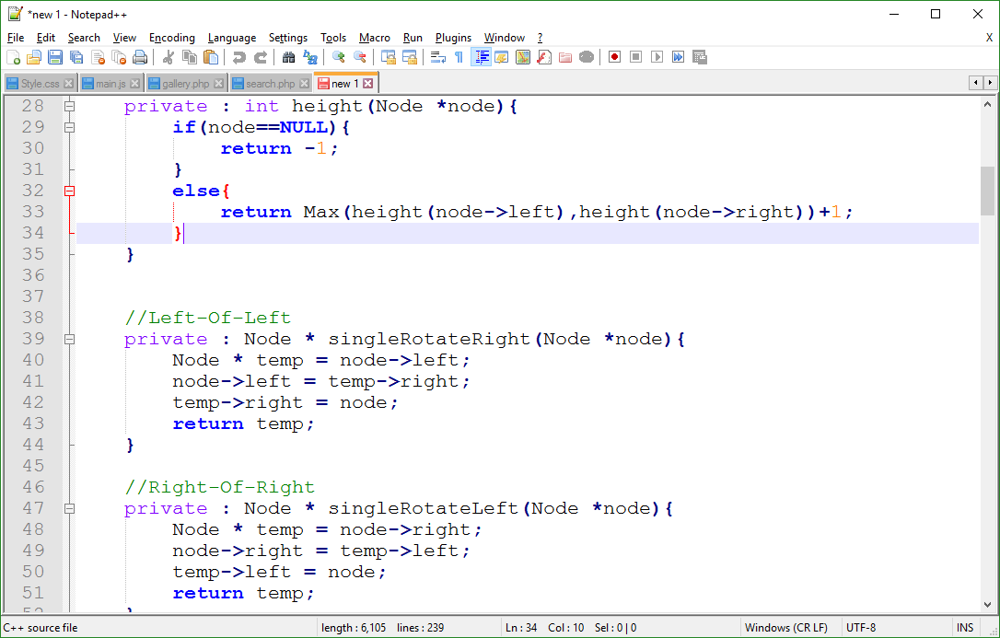 *new 1 - Notepad++
File Edit Search View Encoding Language Settings Tools Macro Run Plugins Window ? X
Style.css main.js gallery.php search.php new 1
28 private : int height(Node *node){
29 if(node==NULL){
30 return -1;
31 }
32 else{
33 return Max(height(node->left),height(node->right))+1;
34 }
35 }
36
37
38 //Left-Of-Left
39 private : Node * singleRotateRight(Node *node){
40 Node * temp = node->left;
41 node->left = temp->right;
42 temp->right = node;
43 return temp;
44 }
45
46 //Right-Of-Right
47 private : Node * singleRotateLeft(Node *node){
48 Node * temp = node->right;
49 node->right = temp->left;
50 temp->left = node;
51 return temp;
52 }
C++ source file length : 6,105 lines : 239 Ln : 34 Col : 10 Sel : 0 | 0 Windows (CR LF) UTF-8 INS